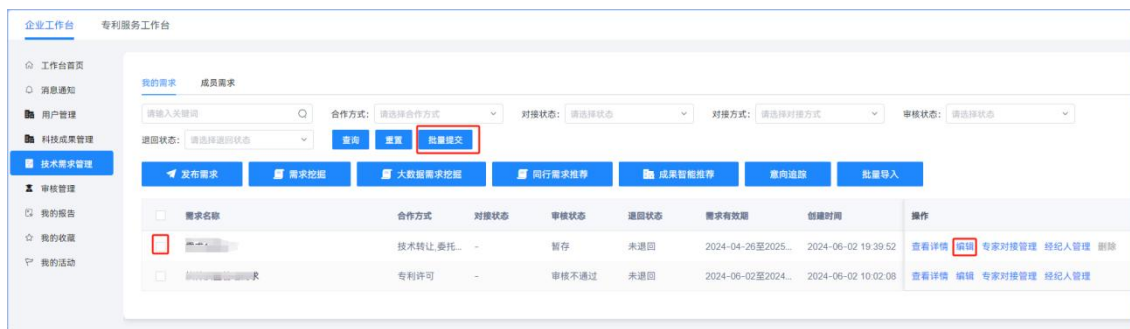 企业工作台 专利服务工作台
工作台首页
消息通知
用户管理
科技成果管理
技术需求管理
审核管理
我的报告
我的收藏
我的活动
我的需求 成员需求
请输入关键词 合作方式: 请选择合作方式 对接状态: 请选择状态 对接方式: 请选择对接方式 审核状态: 请选择状态
退回状态: 请选择退回状态 查询 重置 批量提交
发布需求 需求挖掘 大数据需求挖掘 同行需求推荐 成果智能推荐 意向追踪 批量导入
需求名称 合作方式 对接状态 审核状态 退回状态 需求有效期 创建时间 操作
技术转让,委托... - 暂存 未退回 2024-04-26至2025... 2024-06-02 19:39:52 查看详情 编辑 专家对接管理 经纪人管理 删除
求 专利许可 - 审核不通过 未退回 2024-06-02至2024... 2024-06-02 10:02:08 查看详情 编辑 专家对接管理 经纪人管理